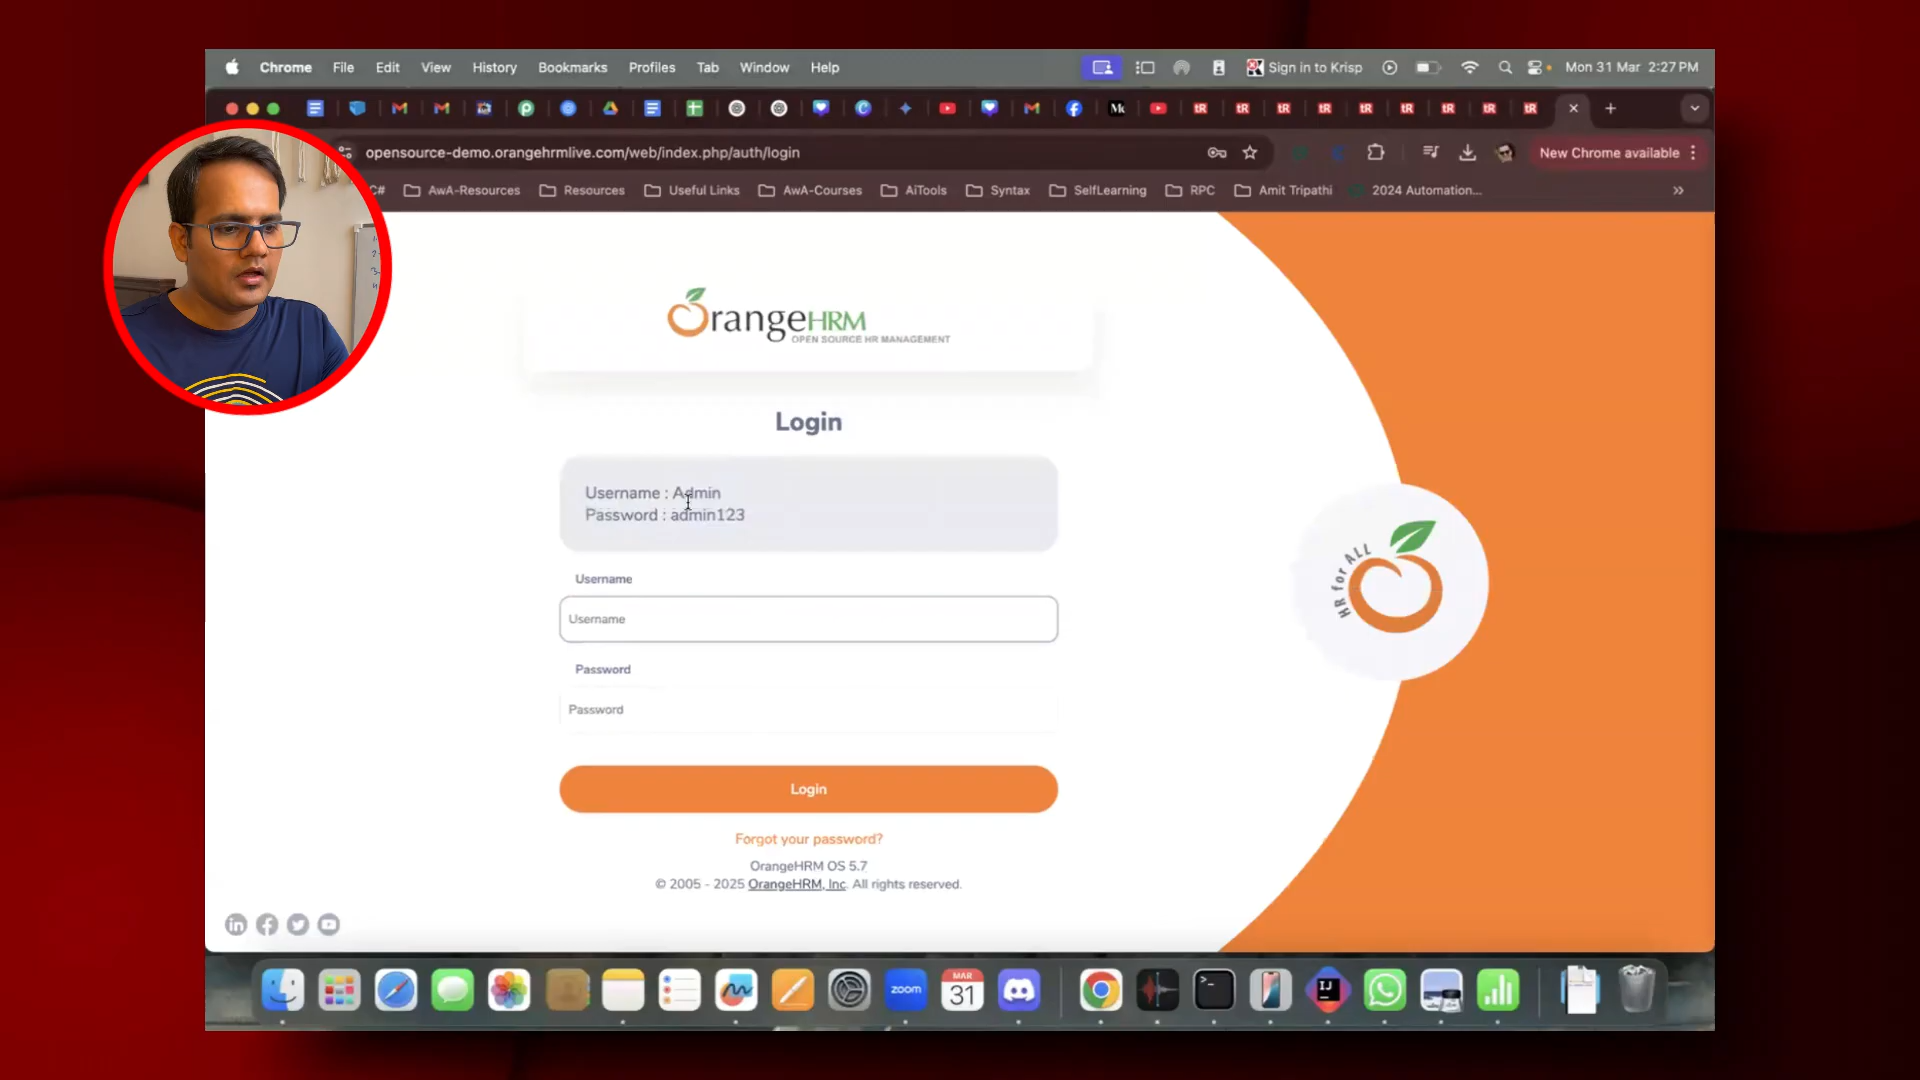 Chrome File Edit View History Bookmarks Profiles Tab Window Help Sign in to Krisp Mon 31 Mar 2:27 PM
opensource-demo.orangehrmlive.com/web/index.php/auth/login New Chrome available
C# AwA-Resources Resources Useful Links AwA-Courses AiTools Syntax SelfLearning RPC Amit Tripathi 2024 Automation...
OrangeHRM
OPEN SOURCE HR MANAGEMENT
Login
Username : Admin
Password : admin123
Username
Username
Password
Password
Login
Forgot your password?
OrangeHRM OS 5.7
© 2005 - 2025 OrangeHRM, Inc. All rights reserved.
HR for ALL
zoom
MAR
31
IJ